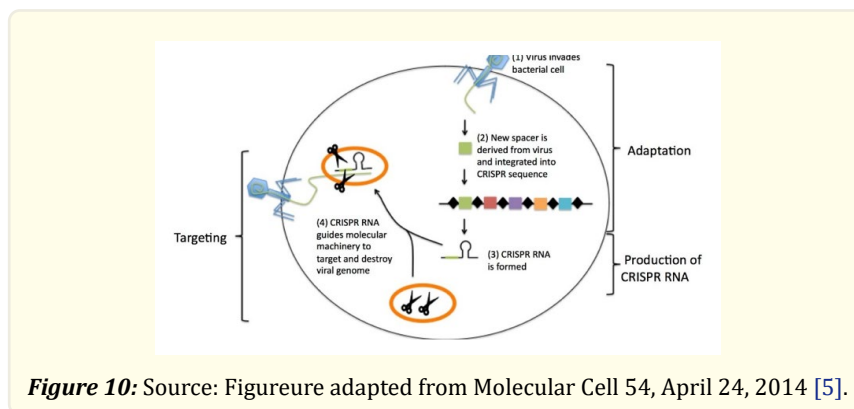 (1) Virus invades
bacterial cell
(2) New spacer is
derived from virus
and integrated into
CRISPR sequence
Adaptation
Targeting
(4) CRISPR RNA
guides molecular
machinery to
target and destroy
viral genome
(3) CRISPR RNA
is formed
Production of
CRISPR RNA
Figure 10: Source: Figureure adapted from Molecular Cell 54, April 24, 2014 [5].